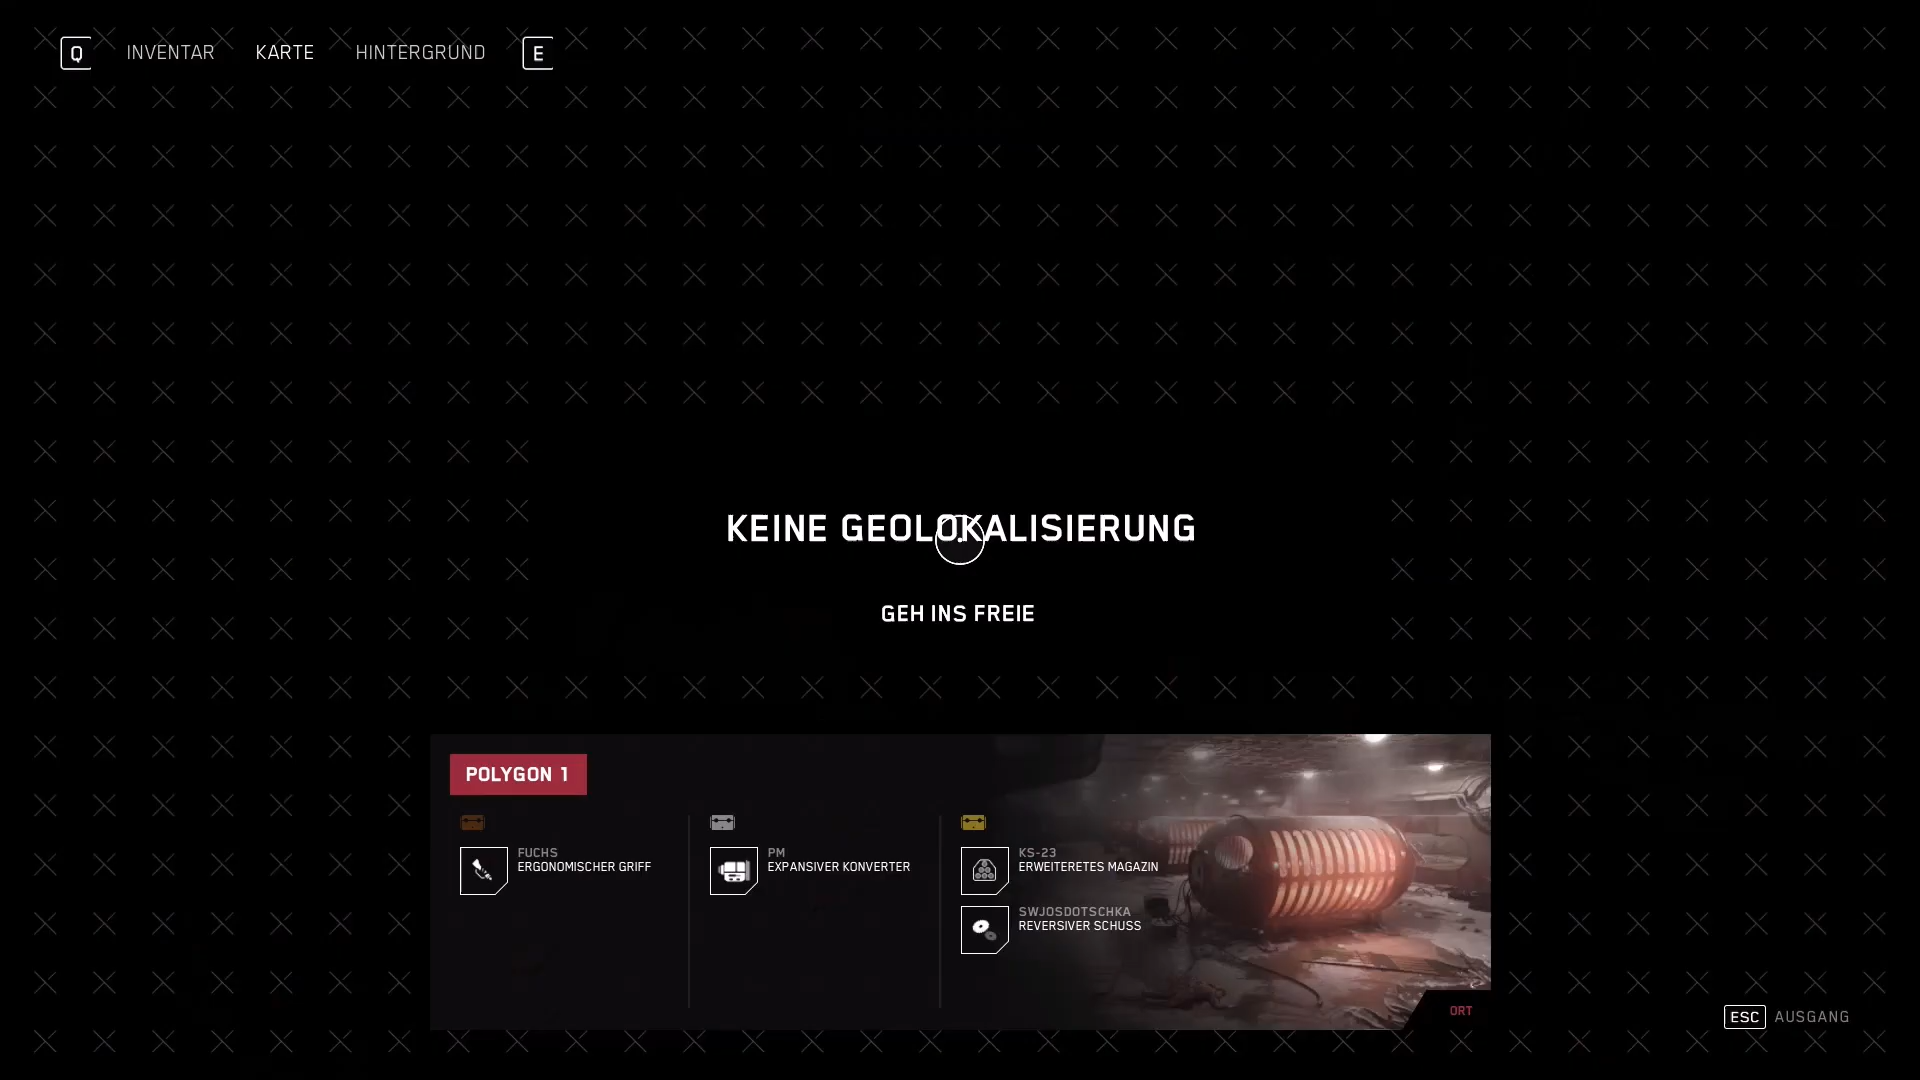 Q INVENTAR KARTE HINTERGRUND E
KEINE GEOLOKALISIERUNG
GEH INS FREIE
POLYGON 1
FUCHS
ERGONOMISCHER GRIFF
PM
EXPANSIVER KONVERTER
KS-23
ERWEITERETES MAGAZIN
SWJOSDOTSCHKA
REVERSIVER SCHUSS
ORT
ESC AUSGANG